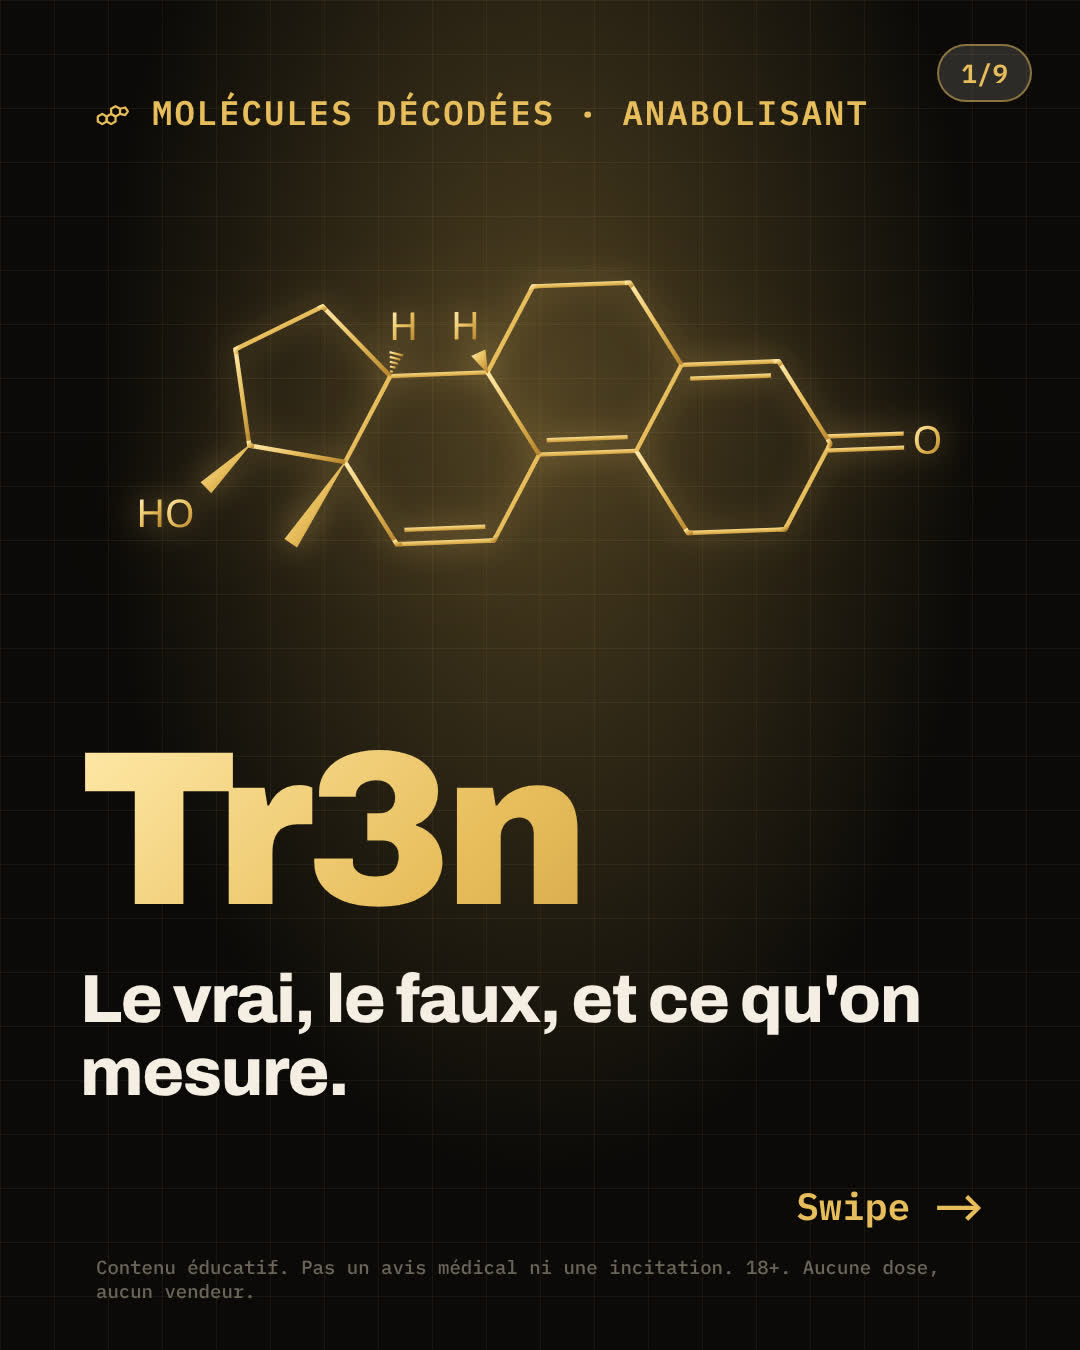 1/9
MOLÉCULES DÉCODÉES · ANABOLISANT
H H
O
HO
Tr3n
Le vrai, le faux, et ce qu'on
mesure.
Swipe →
Contenu éducatif. Pas un avis médical ni une incitation. 18+. Aucune dose,
aucun vendeur.